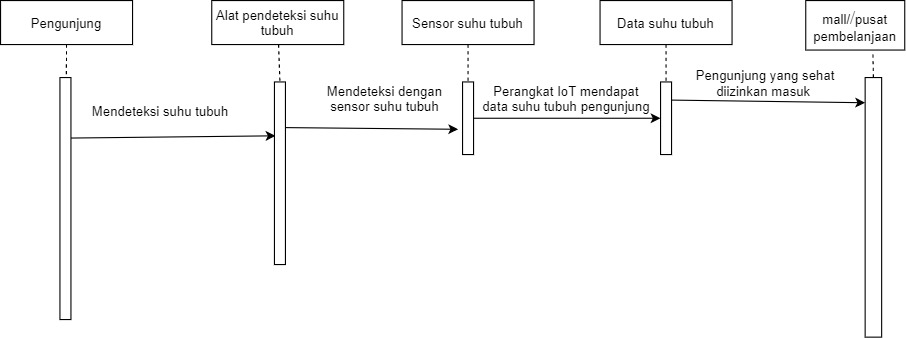 Pengunjung
Alat pendeteksi suhu
tubuh
Sensor suhu tubuh
Data suhu tubuh
mall//pusat
pembelanjaan
Mendeteksi suhu tubuh
Mendeteksi dengan
sensor suhu tubuh
Perangkat IoT mendapat
data suhu tubuh pengunjung
Pengunjung yang sehat
diizinkan masuk